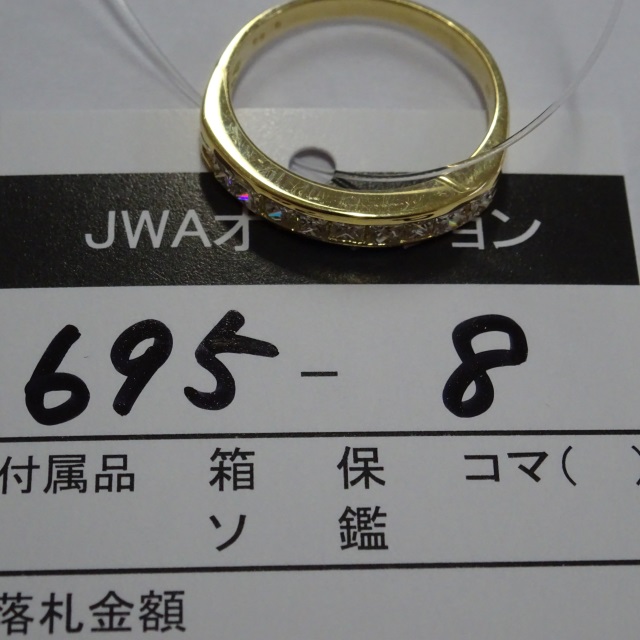 JWAオ ョン
695 - 8
付属品 箱 保 コマ( )
ソ 鑑
落札金額